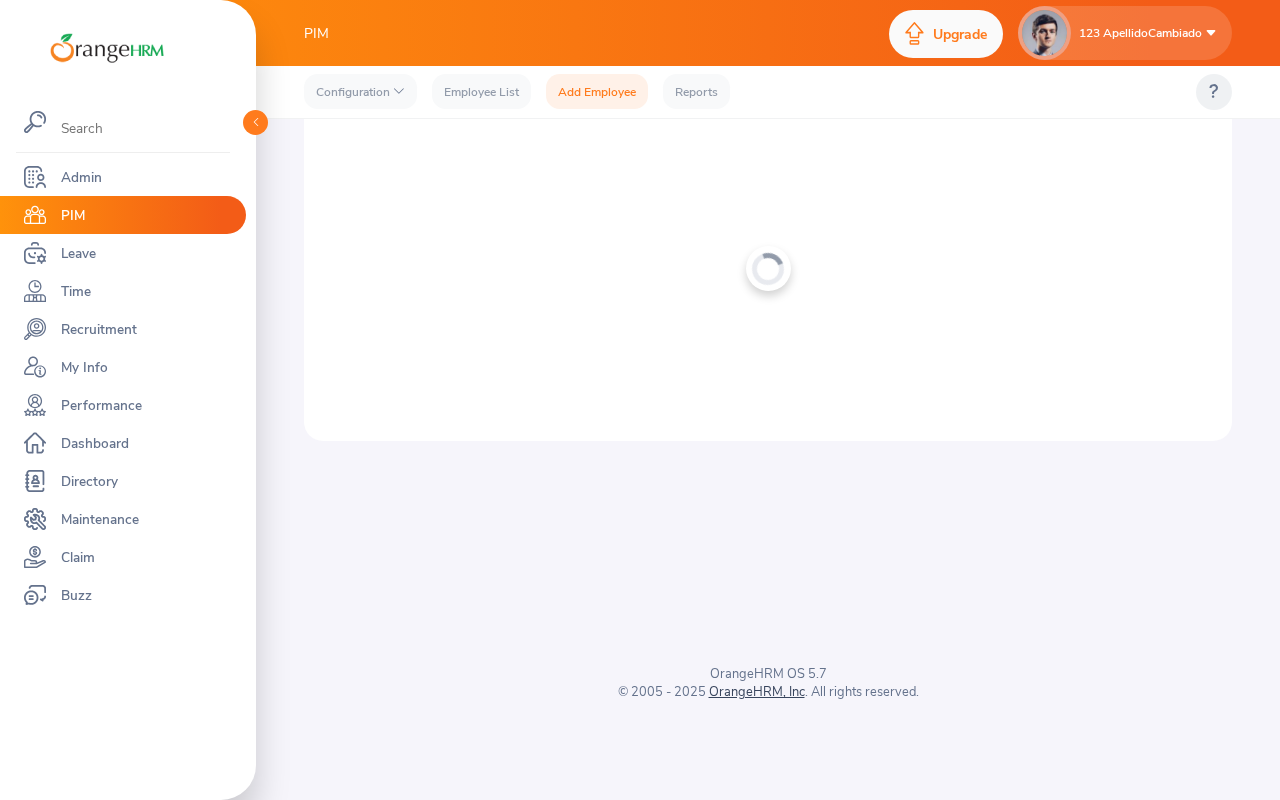 OrangeHRM
PIM
Upgrade
123 ApellidoCambiado
Configuration
Employee List
Add Employee
Reports
?
Search
Admin
PIM
Leave
Time
Recruitment
My Info
Performance
Dashboard
Directory
Maintenance
Claim
Buzz
OrangeHRM OS 5.7
© 2005 - 2025 OrangeHRM, Inc. All rights reserved.